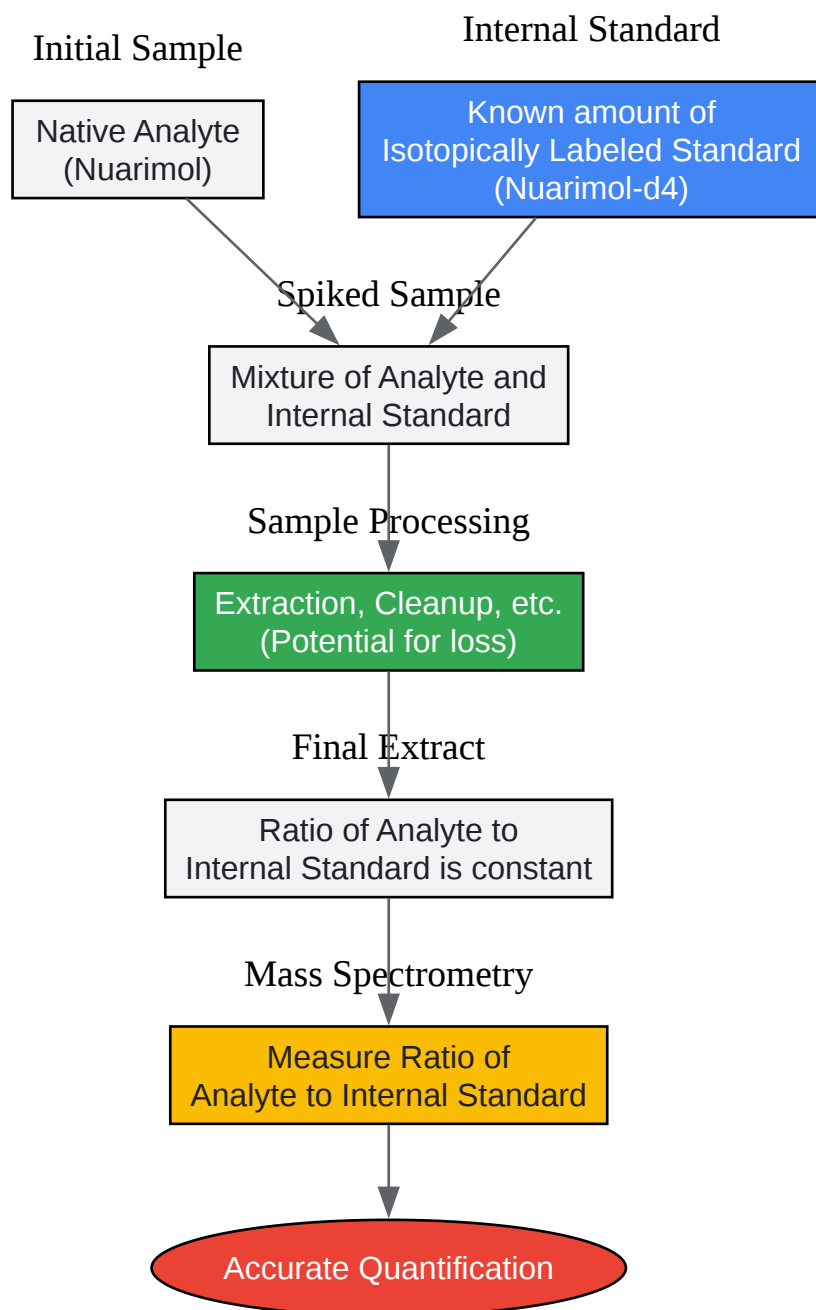 Initial Sample
Internal Standard
Native Analyte
(Nuarimol)
Known amount of
Isotopically Labeled Standard
(Nuarimol-d4)
Spiked Sample
Mixture of Analyte and
Internal Standard
Sample Processing
Extraction, Cleanup, etc.
(Potential for loss)
Final Extract
Ratio of Analyte to
Internal Standard is constant
Mass Spectrometry
Measure Ratio of
Analyte to Internal Standard
Accurate Quantification